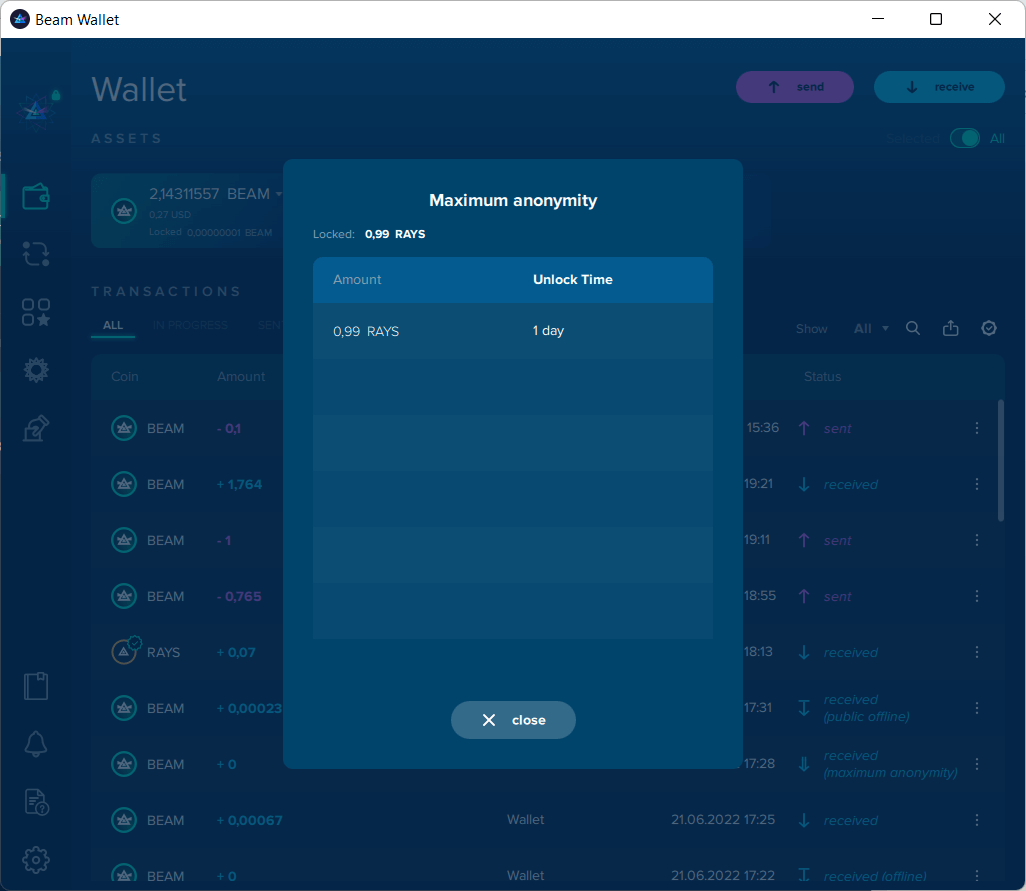 Beam Wallet
Wallet
send
receive
ASSETS
Selected
All
2,14311557 BEAM
0,27 USD
Locked 0,00000001 BEAM
Maximum anonymity
Locked: 0,99 RAYS
Amount Unlock Time
0,99 RAYS 1 day
close
TRANSACTIONS
ALL IN PROGRESS SEN
Show All
Coin Amount Status
BEAM - 0,1 15:36 sent
BEAM + 1,764 19:21 received
BEAM - 1 19:11 sent
BEAM - 0,765 18:55 sent
RAYS + 0,07 18:13 received
BEAM + 0,00023 17:31 received
(public offline)
BEAM + 0 17:28 received
(maximum anonymity)
BEAM + 0,00067 Wallet 21.06.2022 17:25 received
BEAM + 0 Wallet 21.06.2022 17:22 received (offline)